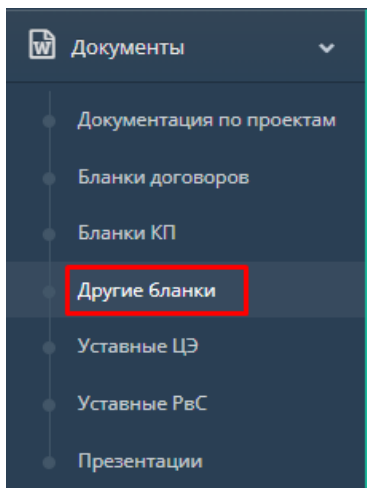 Документы
Документация по проектам
Бланки договоров
Бланки КП
Другие бланки
Уставные ЦЭ
Уставные РвС
Презентации